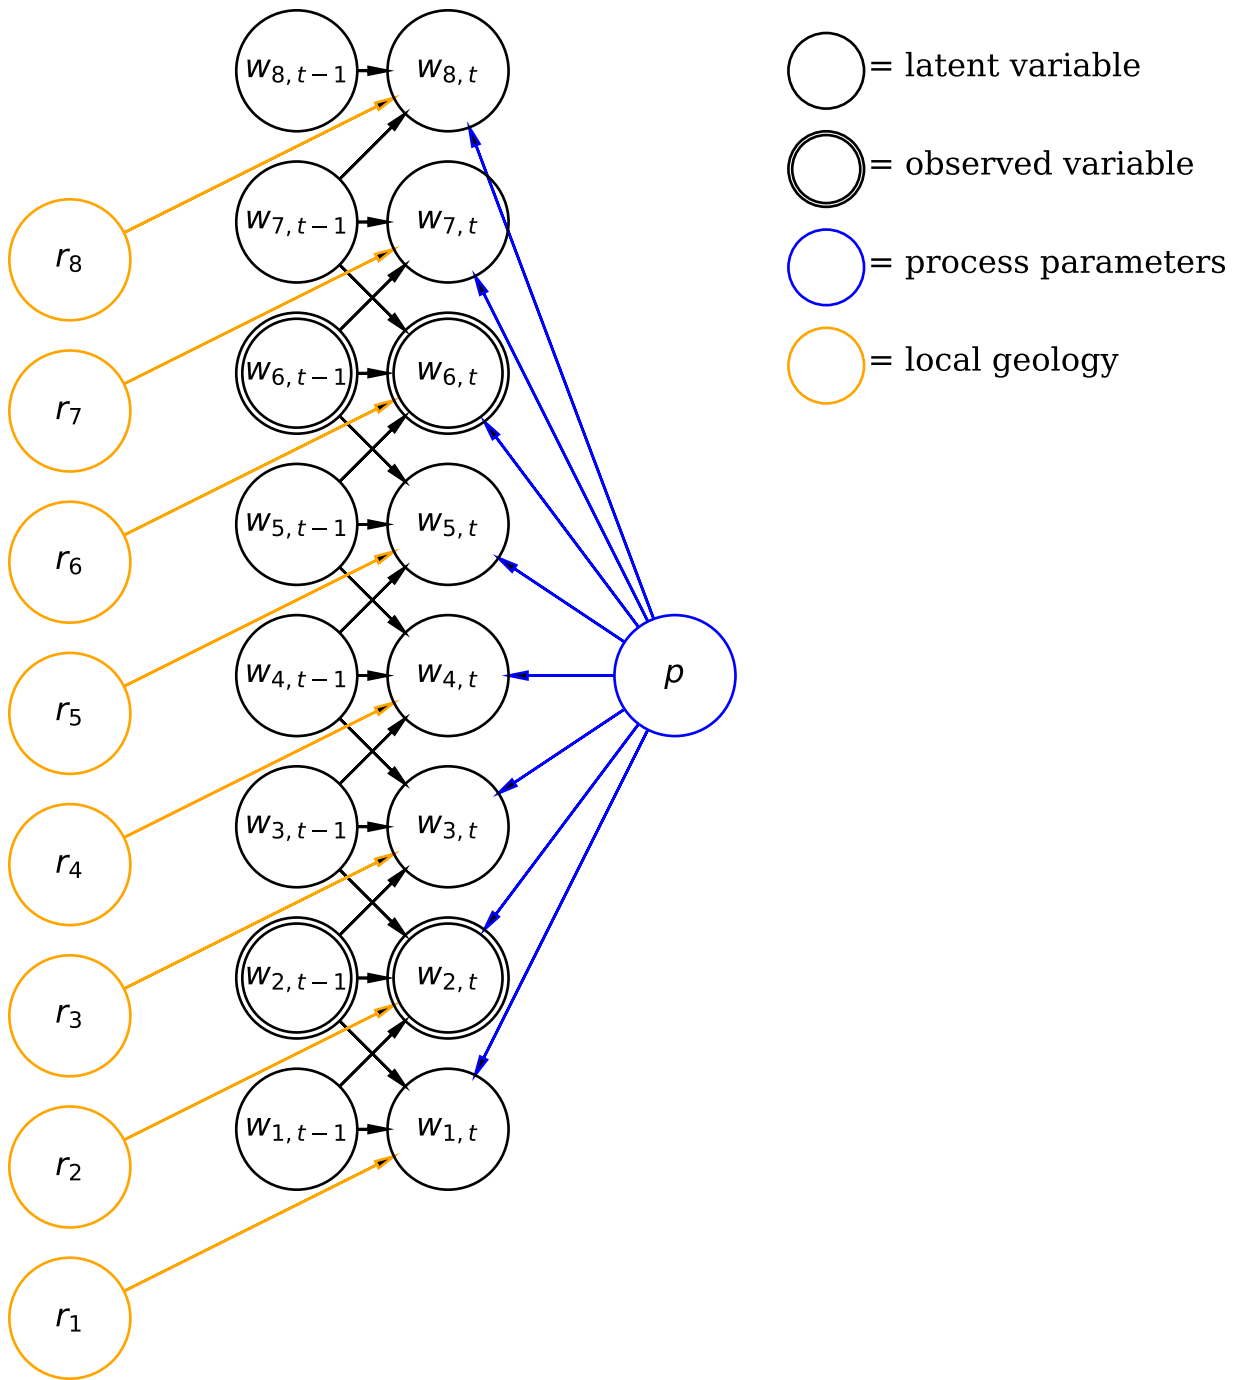 w₈,ₜ₋₁
w₈,ₜ
= latent variable
= observed variable
w₇,ₜ₋₁
w₇,ₜ
r₈
= process parameters
= local geology
w₆,ₜ₋₁
w₆,ₜ
r₇
w₅,ₜ₋₁
w₅,ₜ
r₆
w₄,ₜ₋₁
w₄,ₜ
p
r₅
w₃,ₜ₋₁
w₃,ₜ
r₄
w₂,ₜ₋₁
w₂,ₜ
r₃
w₁,ₜ₋₁
w₁,ₜ
r₂
r₁